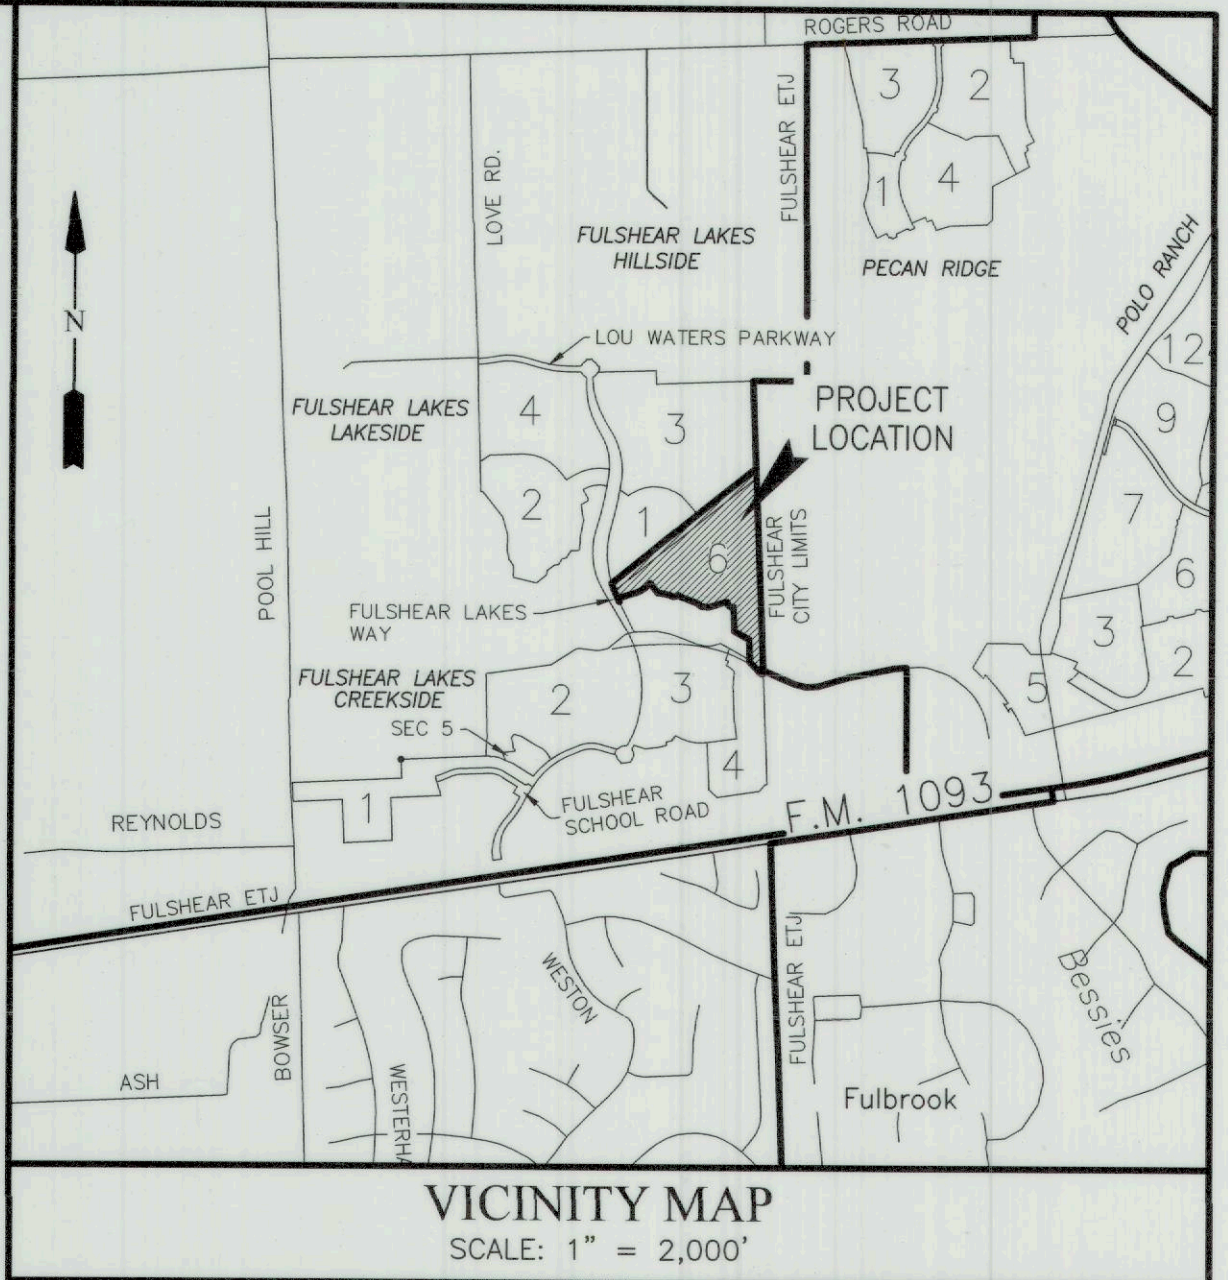 ROGERS ROAD
3
2
FULSHEAR ETJ
1
4
LOVE RD.
FULSHEAR LAKES
HILLSIDE
PECAN RIDGE
POLO RANCH
N
LOU WATERS PARKWAY
12
FULSHEAR LAKES
LAKESIDE
4
3
PROJECT
LOCATION
9
2
1
6
FULSHEAR
CITY LIMITS
7
6
POOL HILL
FULSHEAR LAKES
WAY
3
2
5
FULSHEAR LAKES
CREEKSIDE
SEC 5
2
3
4
1
FULSHEAR
SCHOOL ROAD
REYNOLDS
F.M. 1093
FULSHEAR ETJ
WESTON
FULSHEAR ETJ
Bessies
BOWSER
ASH
WESTERHA
Fulbrook
VICINITY MAP
SCALE: 1" = 2,000'